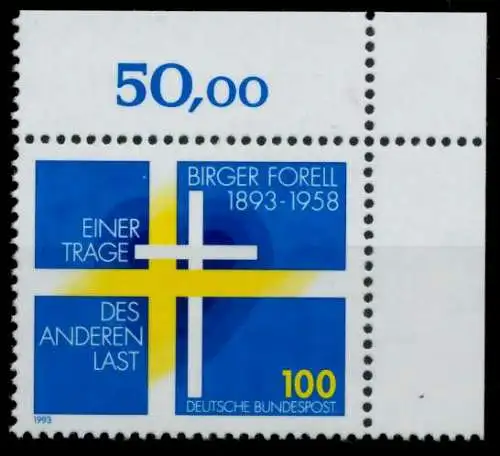 50,00
BIRGER FORELL
1893-1958
EINER
TRAGE
DES
ANDEREN
LAST
100
DEUTSCHE BUNDESPOST
1993